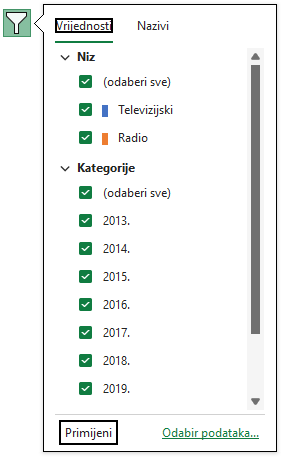 Vrijednosti Nazivi
Niz
(odaberi sve)
Televizijski
Radio
Kategorije
(odaberi sve)
2013.
2014.
2015.
2016.
2017.
2018.
2019.
Primijeni Odabir podataka...